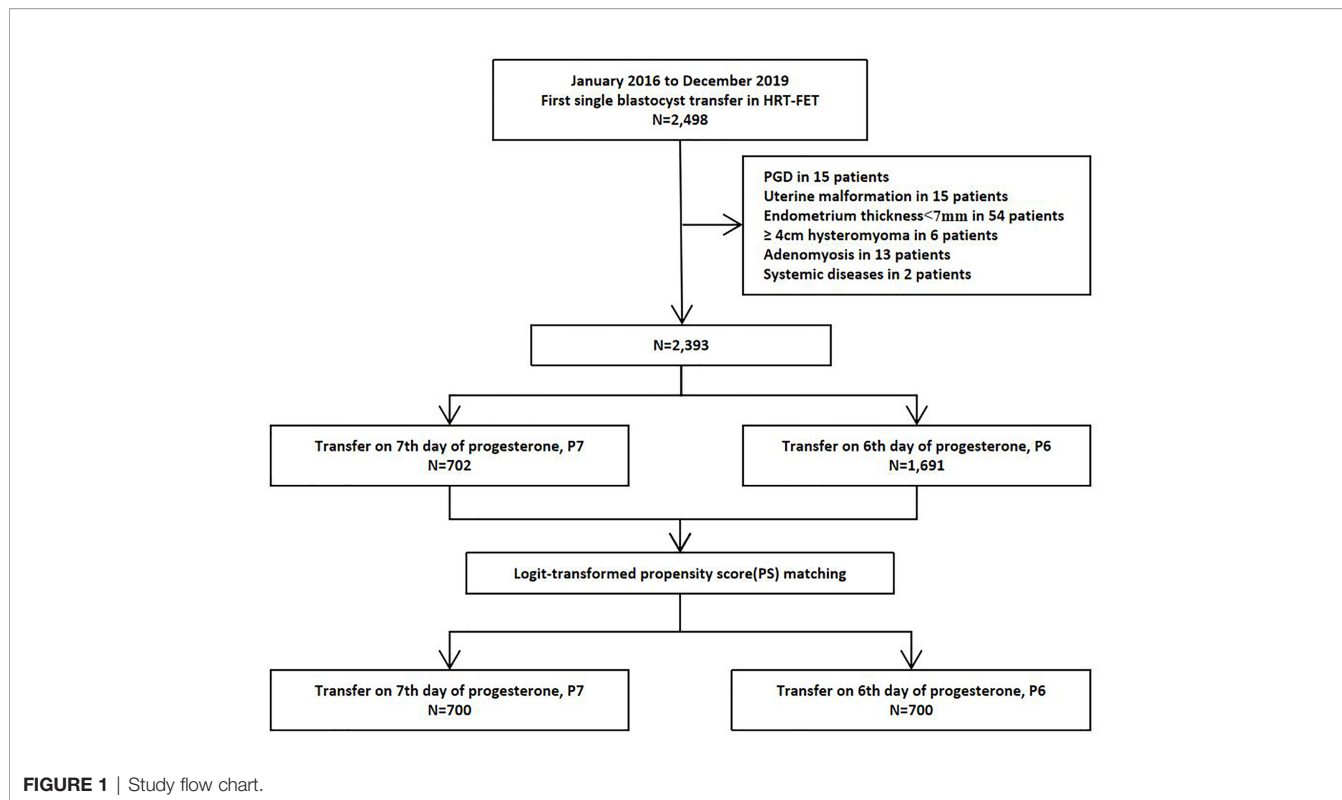 January 2016 to December 2019
First single blastocyst transfer in HRT-FET
N=2,498
PGD in 15 patients
Uterine malformation in 15 patients
Endometrium thickness<7mm in 54 patients
≥ 4cm hysteromyoma in 6 patients
Adenomyosis in 13 patients
Systemic diseases in 2 patients
N=2,393
Transfer on 7th day of progesterone, P7
N=702
Transfer on 6th day of progesterone, P6
N=1,691
Logit-transformed propensity score(PS) matching
Transfer on 7th day of progesterone, P7
N=700
Transfer on 6th day of progesterone, P6
N=700
FIGURE 1 | Study flow chart.